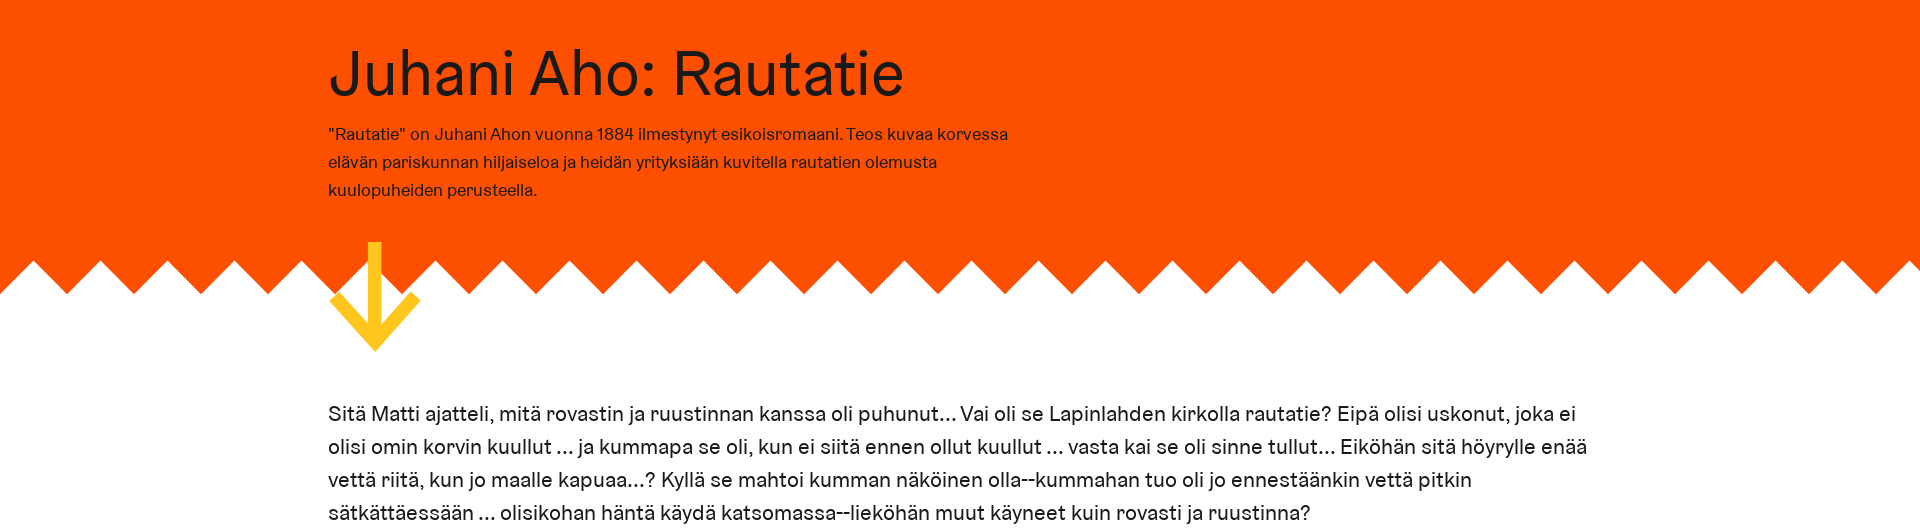 Juhani Aho: Rautatie
"Rautatie" on Juhani Ahon vuonna 1884 ilmestynyt esikoisromaani. Teos kuvaa korvessa
elävän pariskunnan hiljaiseloa ja heidän yrityksiään kuvitella rautatien olemusta
kuulopuheiden perusteella.
Sitä Matti ajatteli, mitä rovastin ja ruustinnan kanssa oli puhunut... Vai oli se Lapinlahden kirkolla rautatie? Eipä olisi uskonut, joka ei
olisi omin korvin kuullut ... ja kummapa se oli, kun ei siitä ennen ollut kuullut ... vasta kai se oli sinne tullut... Eiköhän sitä höyrylle enää
vettä riitä, kun jo maalle kapuaa...? Kyllä se mahtoi kumman näköinen olla--kummahan tuo oli jo ennestäänkin vettä pitkin
sätkättäessään ... olisikohan häntä käydä katsomassa--lieköhän muut käyneet kuin rovasti ja ruustinna?